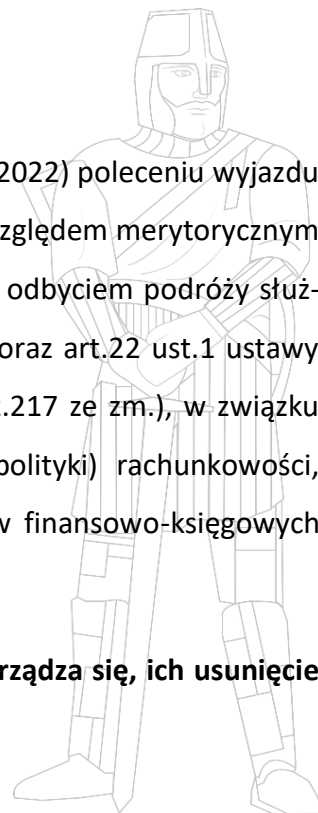 2022) poleceniu wyjazdu
względem merytorycznym
odbyciem podróży służ-
oraz art.22 ust.1 ustawy
.217 ze zm.), w związku
polityki) rachunkowości,
w finansowo-księgowych
rządza się, ich usunięcie